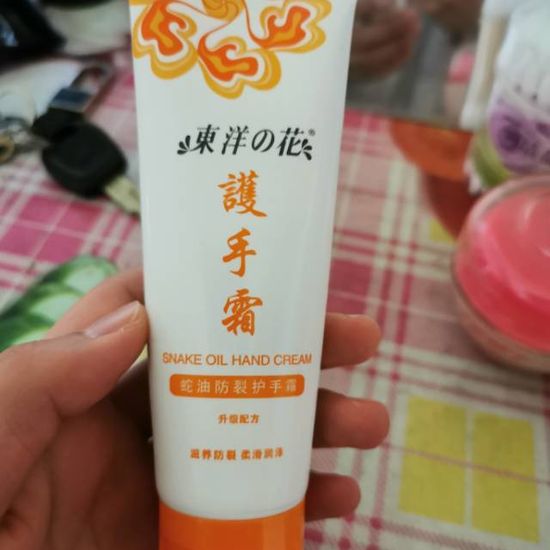 東洋の花®
護手霜
SNAKE OIL HAND CREAM
蛇油防裂护手霜
升级配方
滋养防裂 柔滑润泽